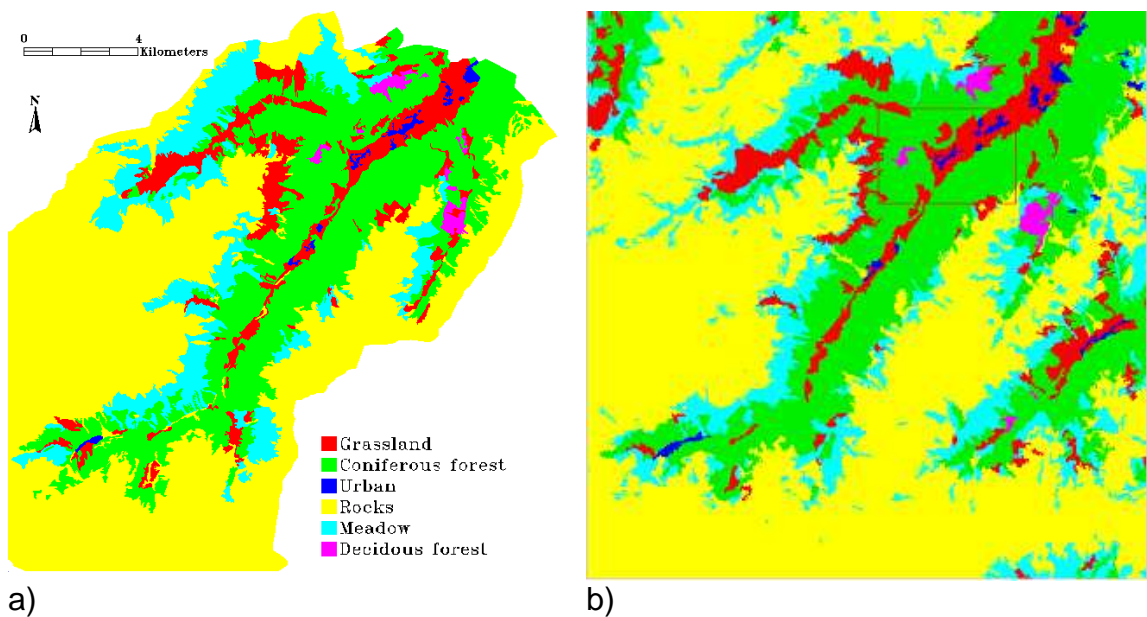 0 4
Kilometers
N
Grassland
Coniferous forest
Urban
Rocks
Meadow
Decidous forest
a) b)